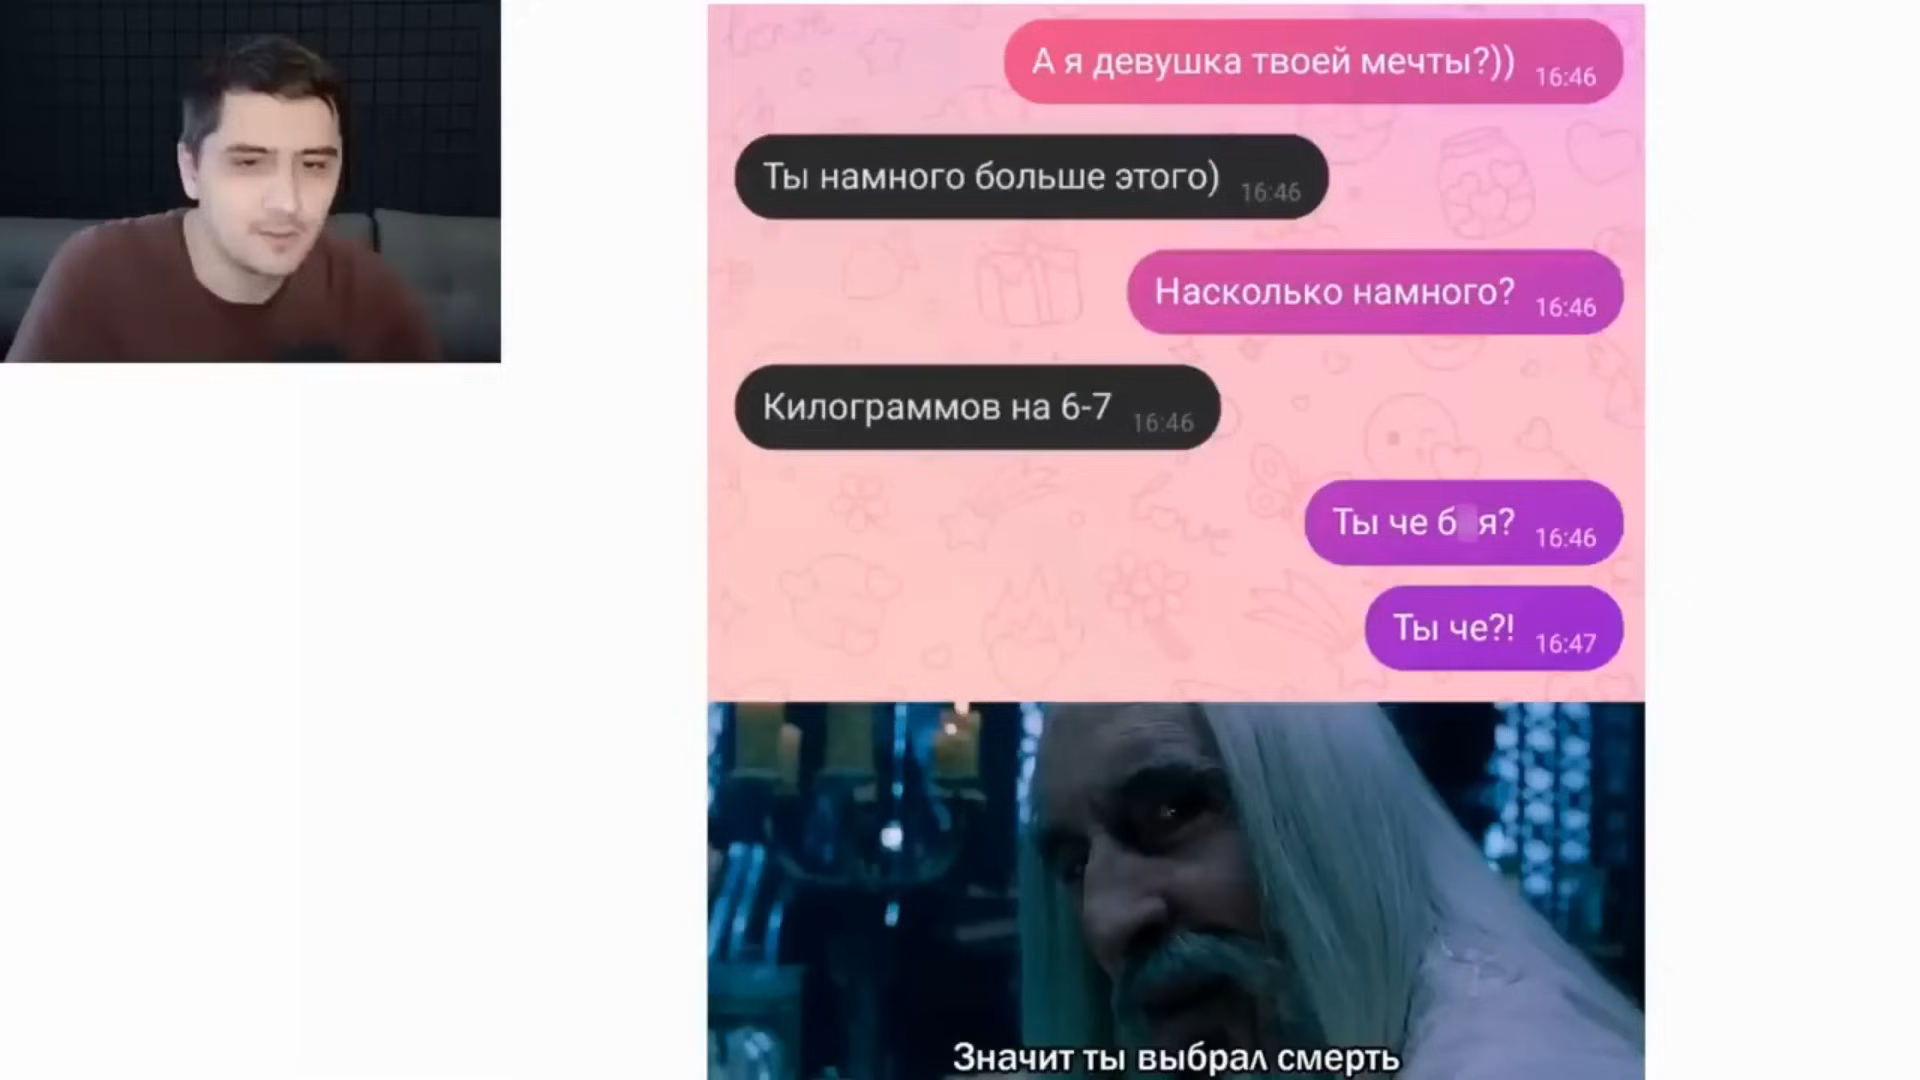 А я девушка твоей мечты?)) 16:46
Ты намного больше этого) 16:46
Насколько намного? 16:46
Килограммов на 6-7 16:46
Ты че б я? 16:46
Ты че?! 16:47
Значит ты выбрал смерть